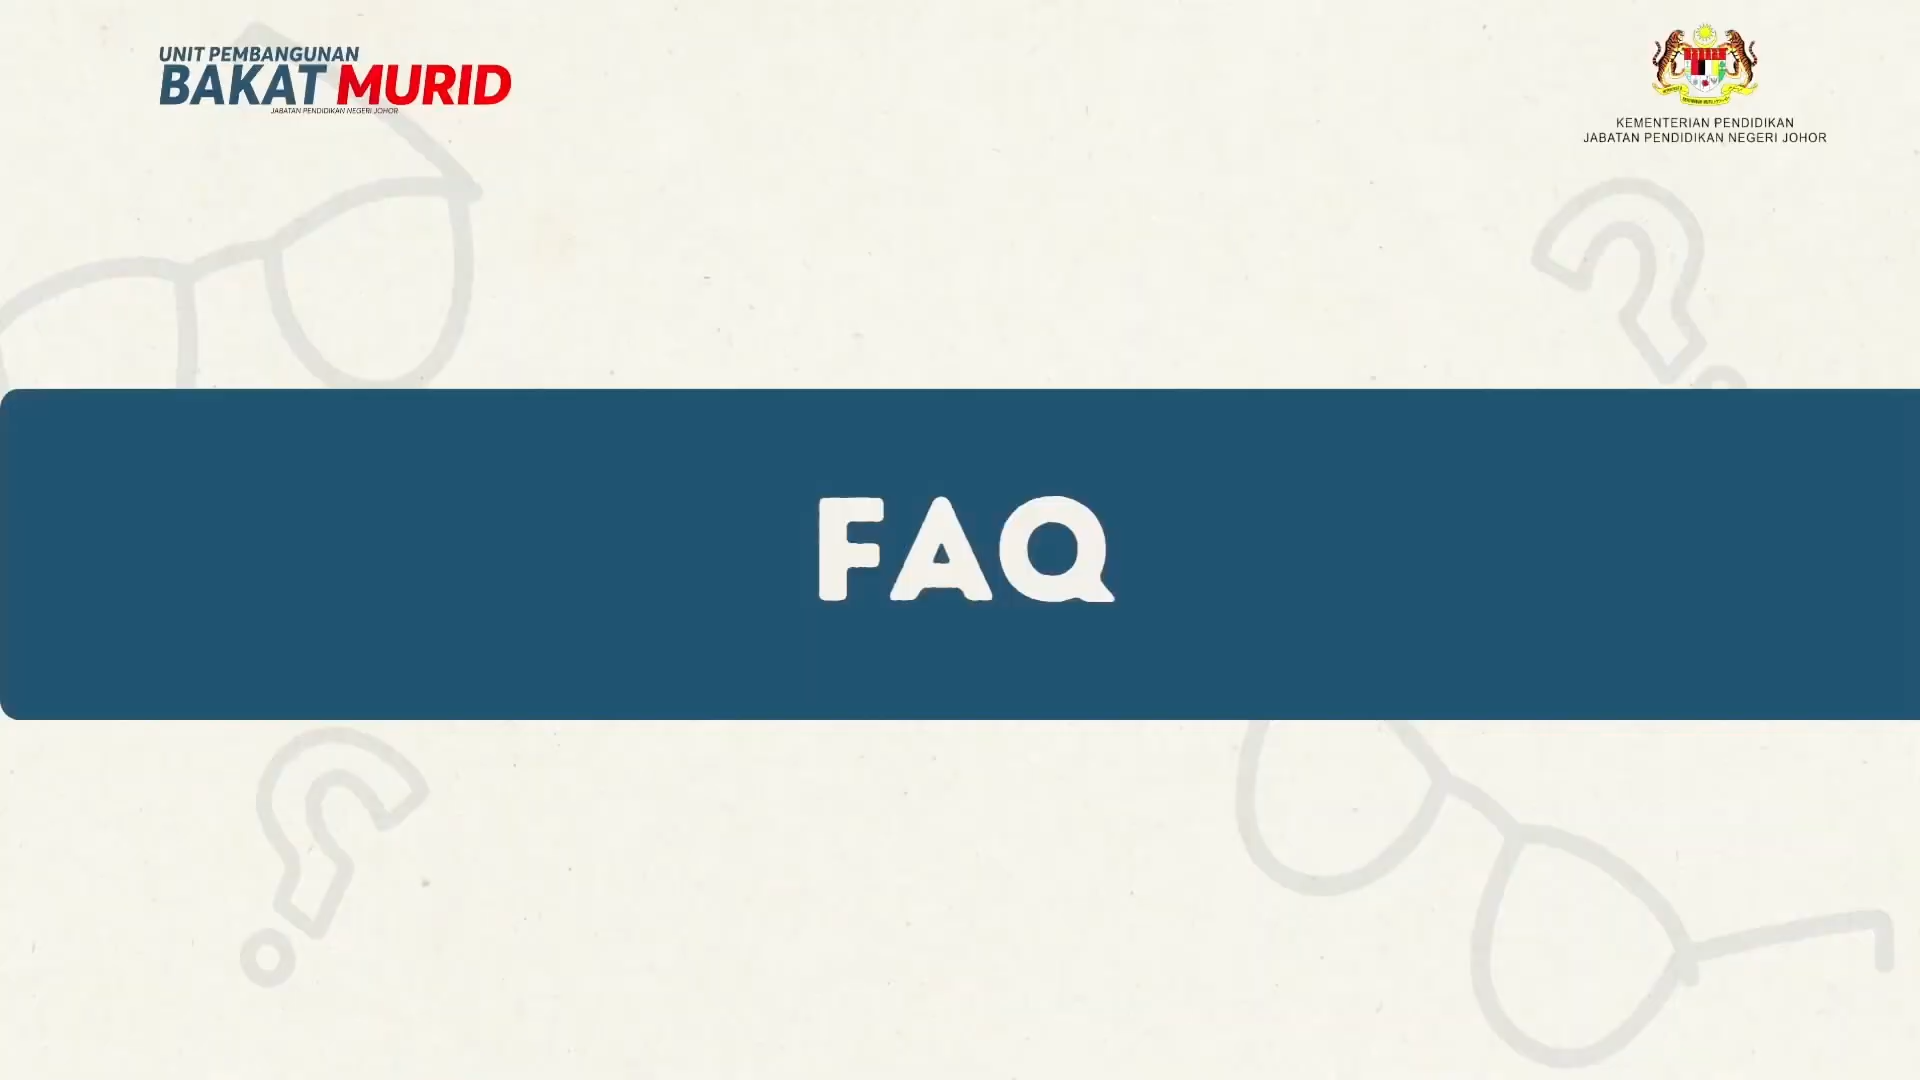 UNIT PEMBANGUNAN
BAKAT MURID
JABATAN PENDIDIKAN NEGERI JOHOR
KEMENTERIAN PENDIDIKAN
JABATAN PENDIDIKAN NEGERI JOHOR
FAQ